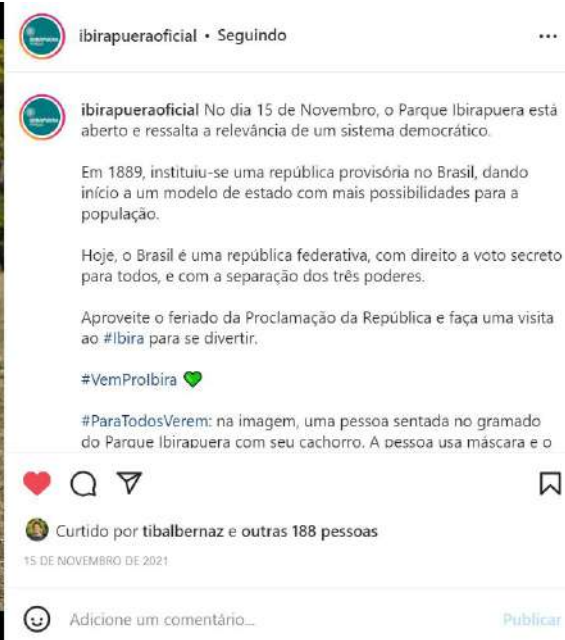 ibirapueraoficial • Seguindo
ibirapueraoficial No dia 15 de Novembro, o Parque Ibirapuera está
aberto e ressalta a relevância de um sistema democrático.
Em 1889, instituiu-se uma república provisória no Brasil, dando
início a um modelo de estado com mais possibilidades para a
população.
Hoje, o Brasil é uma república federativa, com direito a voto secreto
para todos, e com a separação dos três poderes.
Aproveite o feriado da Proclamação da República e faça uma visita
ao #Ibira para se divertir.
#VemProIbira 💚
#ParaTodosVerem: na imagem, uma pessoa sentada no gramado
do Parque Ibirapuera com seu cachorro. A pessoa usa máscara e o
Curtido por tibalbernaz e outras 188 pessoas
15 DE NOVEMBRO DE 2021
Adicione um comentário...
Publicar